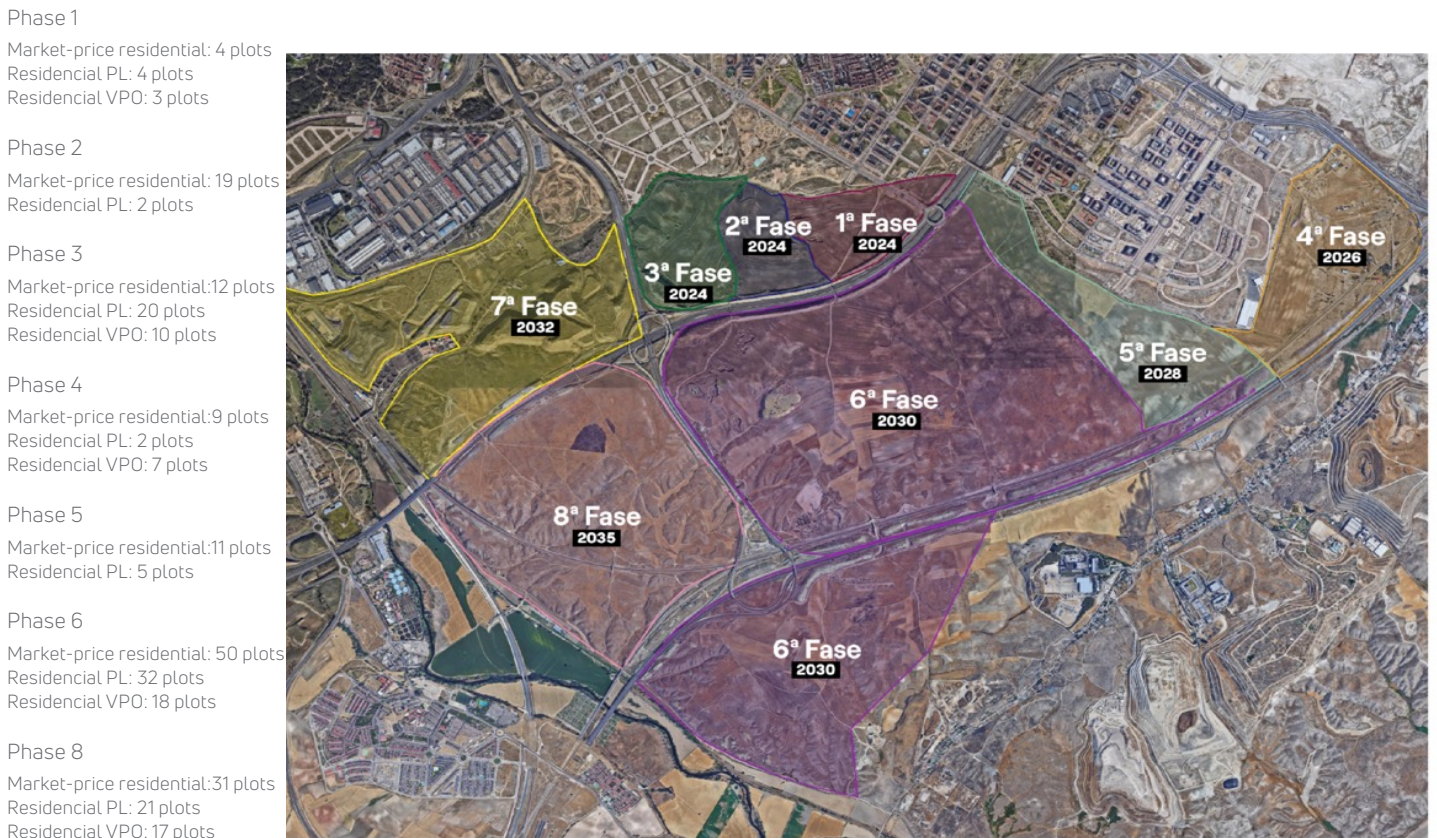 Phase 1
Market-price residential: 4 plots
Residencial PL: 4 plots
Residencial VPO: 3 plots
Phase 2
Market-price residential: 19 plots
Residencial PL: 2 plots
Phase 3
Market-price residential:12 plots
Residencial PL: 20 plots
Residencial VPO: 10 plots
Phase 4
Market-price residential:9 plots
Residencial PL: 2 plots
Residencial VPO: 7 plots
Phase 5
Market-price residential:11 plots
Residencial PL: 5 plots
Phase 6
Market-price residential: 50 plots
Residencial PL: 32 plots
Residencial VPO: 18 plots
Phase 8
Market-price residential:31 plots
Residencial PL: 21 plots
Residencial VPO: 17 plots
1ª Fase
2024
2ª Fase
2024
3ª Fase
2024
4ª Fase
2026
7ª Fase
2032
5ª Fase
2028
6ª Fase
2030
8ª Fase
2035
6ª Fase
2030